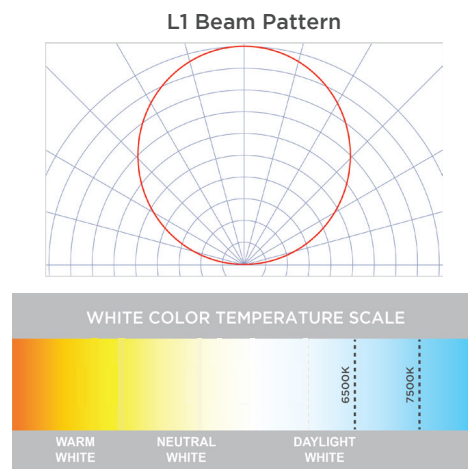 L1 Beam Pattern
WHITE COLOR TEMPERATURE SCALE
6500K
7500K
WARM
WHITE
NEUTRAL
WHITE
DAYLIGHT
WHITE